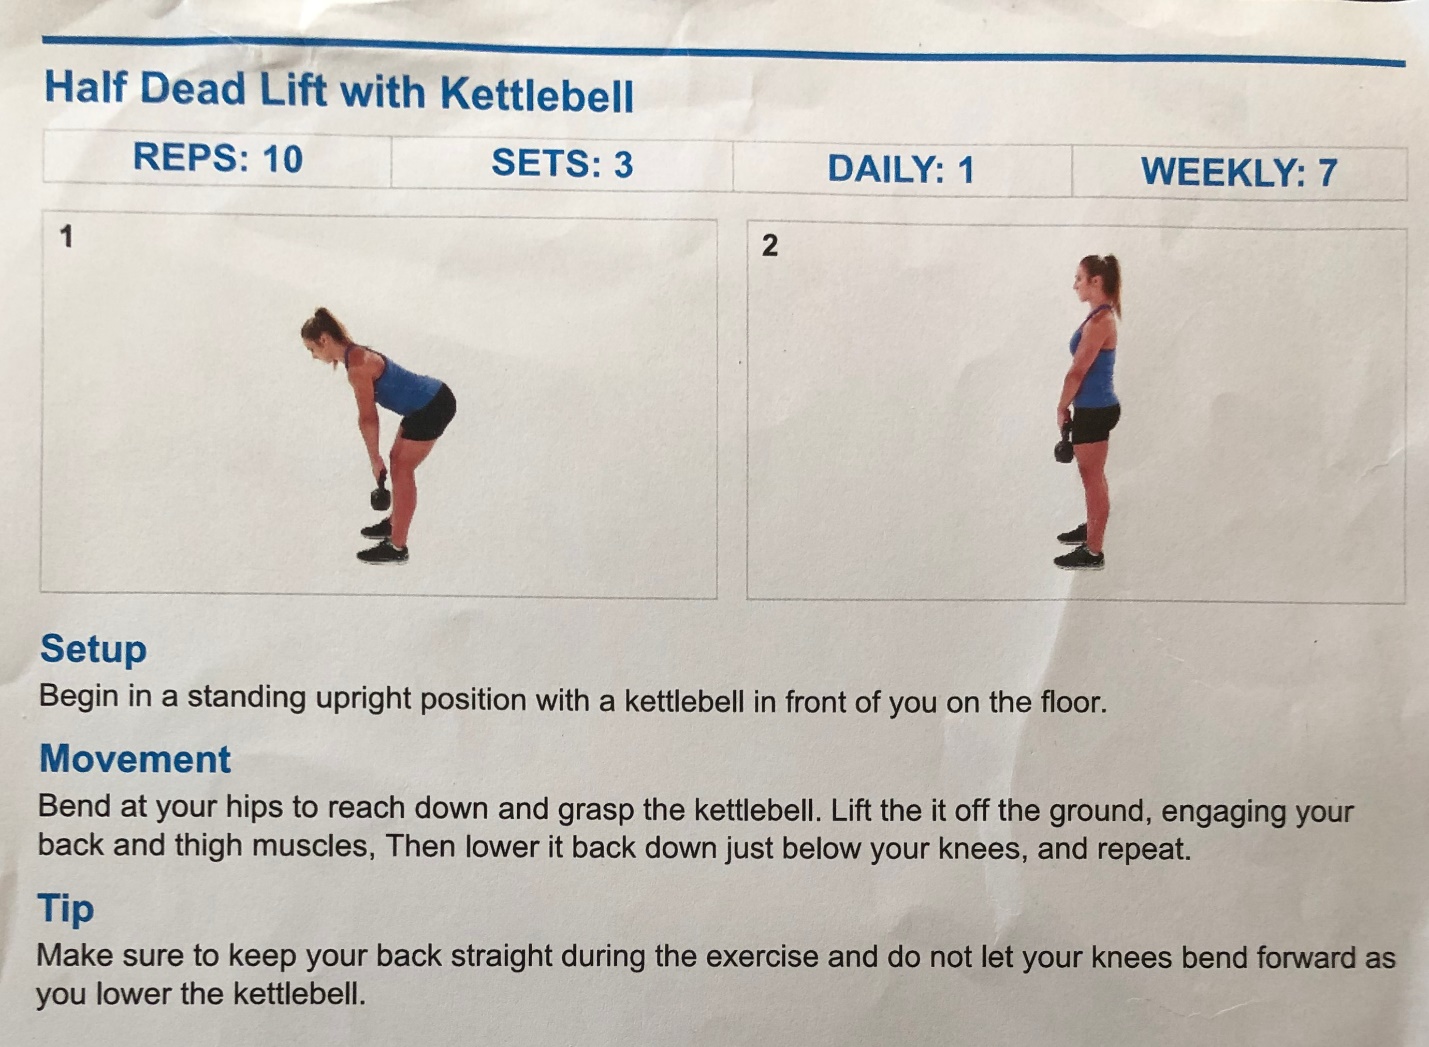 Half Dead Lift with Kettlebell
REPS: 10 SETS: 3 DAILY: 1 WEEKLY: 7
1
2
Setup
Begin in a standing upright position with a kettlebell in front of you on the floor.
Movement
Bend at your hips to reach down and grasp the kettlebell. Lift the it off the ground, engaging your
back and thigh muscles, Then lower it back down just below your knees, and repeat.
Tip
Make sure to keep your back straight during the exercise and do not let your knees bend forward as
you lower the kettlebell.